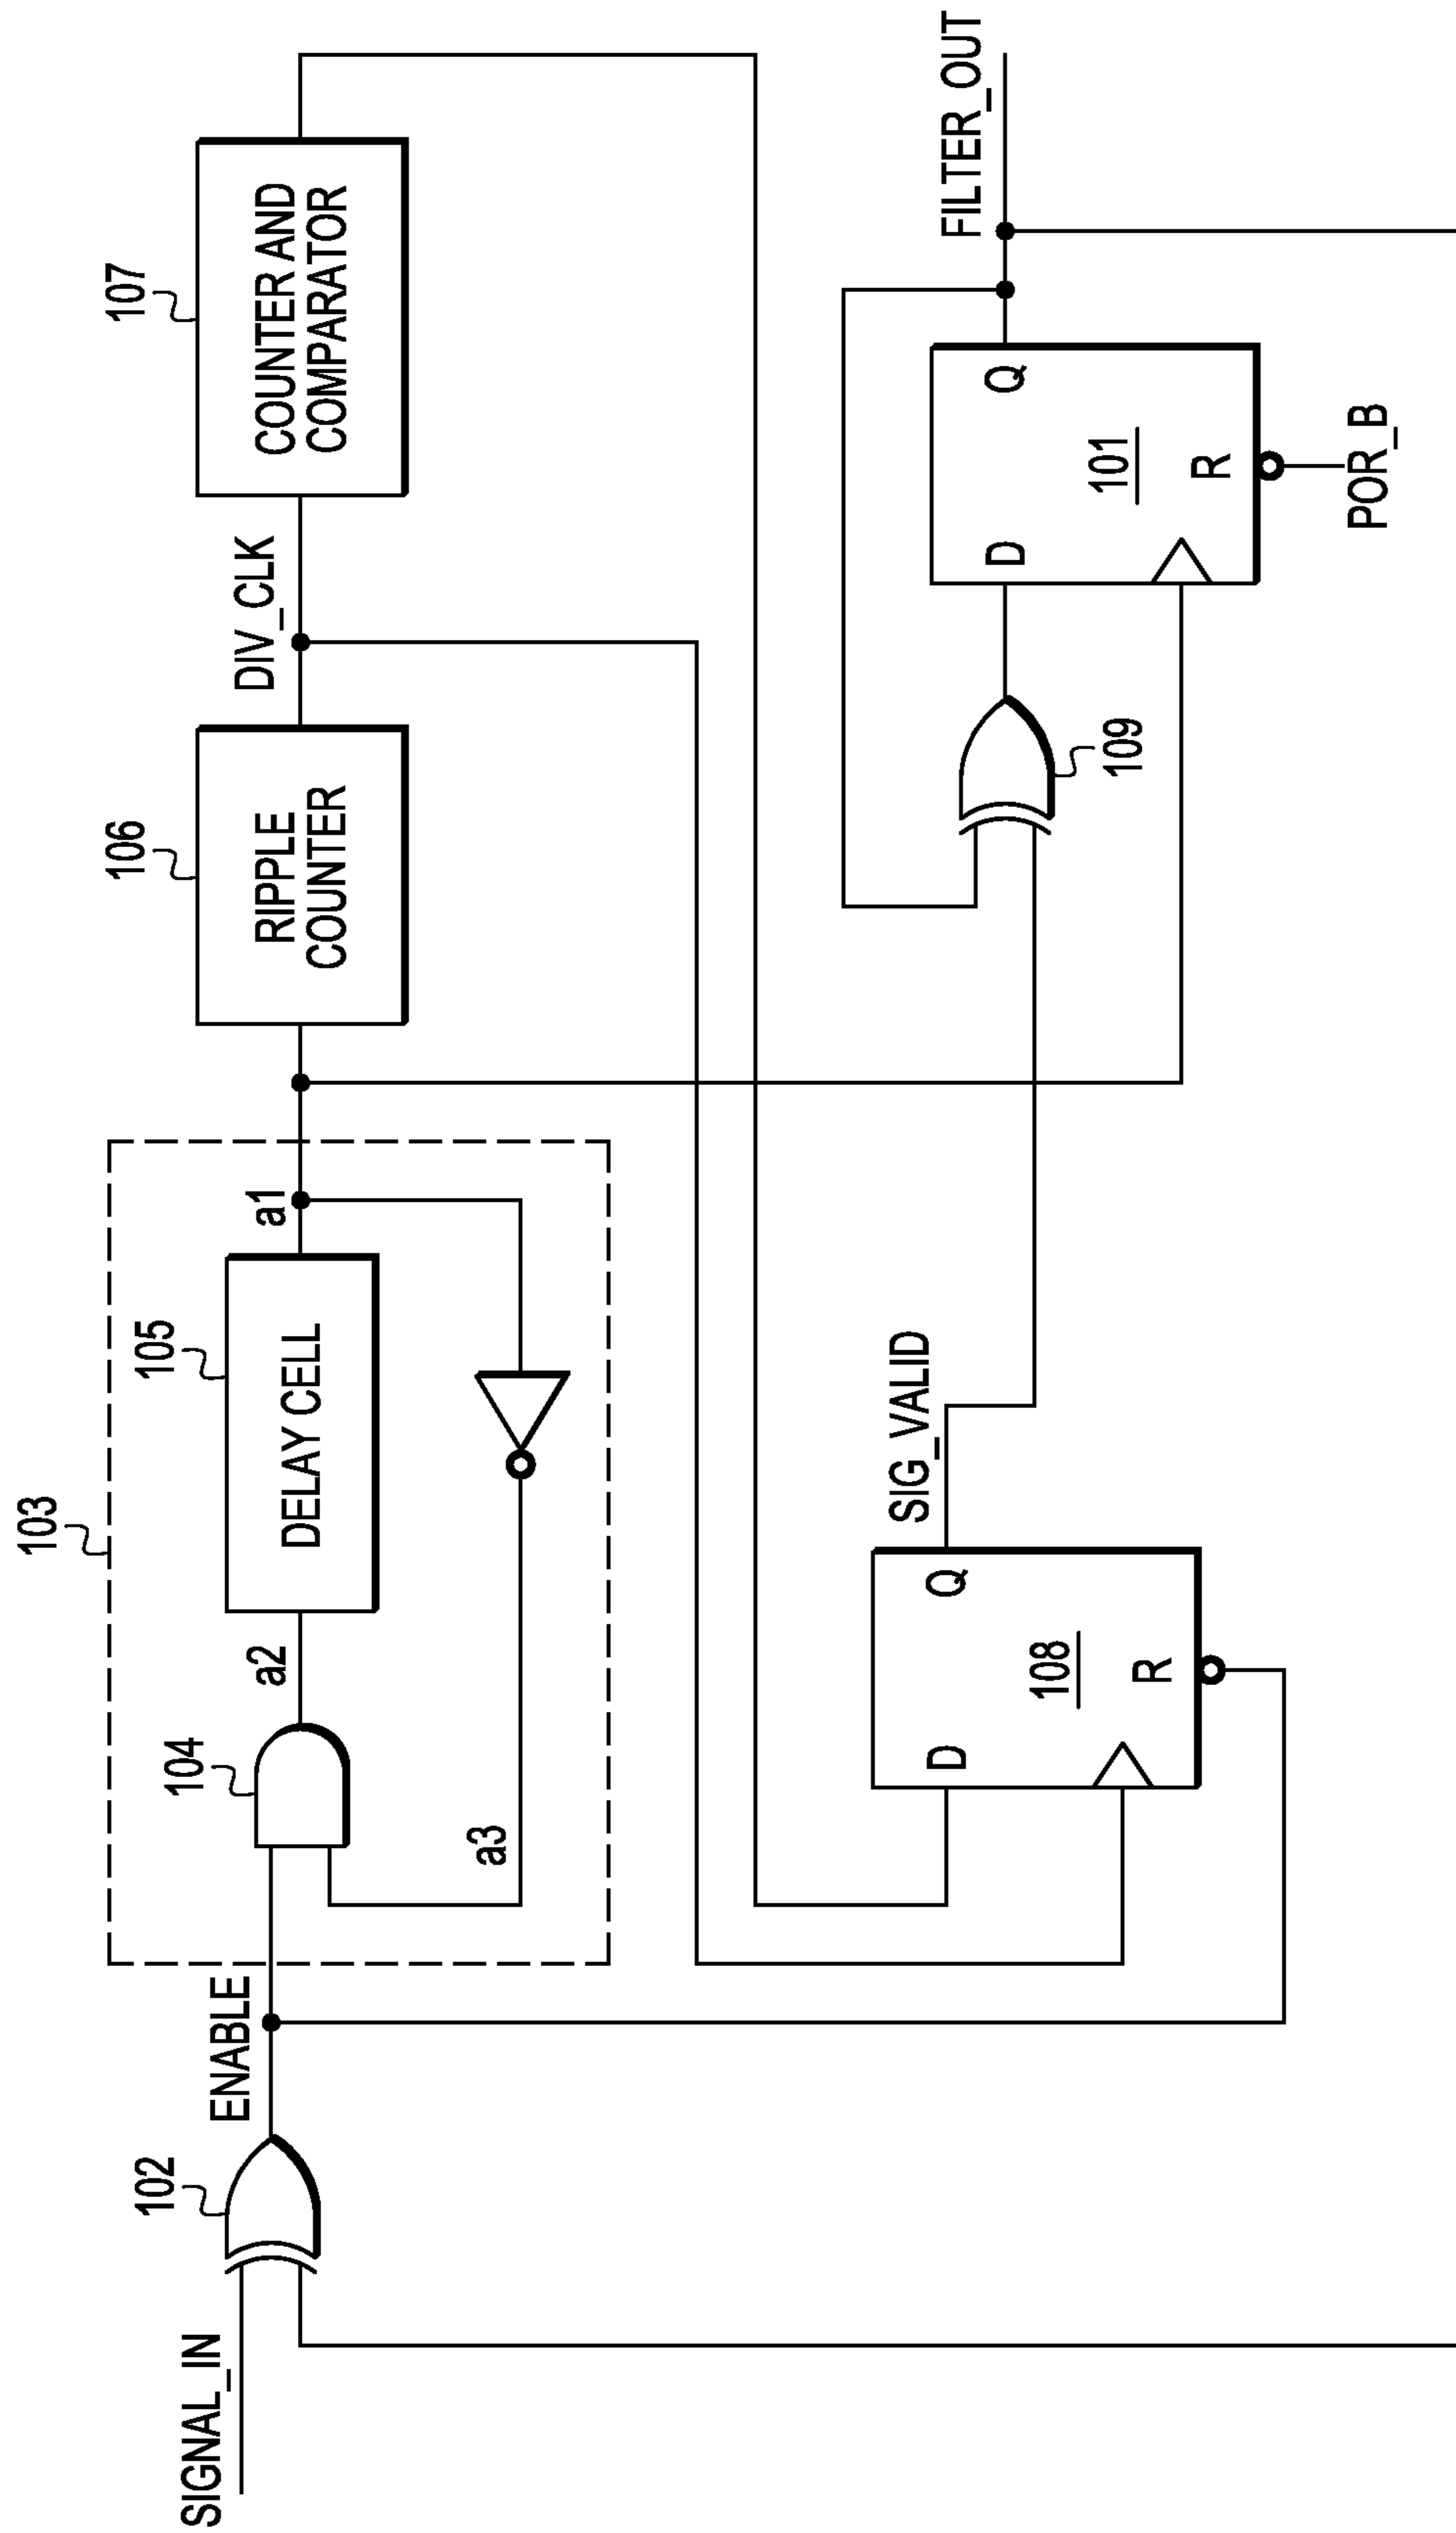 SIGNAL_IN
102
ENABLE
103
104
a2
105
DELAY CELL
a1
a3
106
RIPPLE
COUNTER
DIV_CLK
107
COUNTER AND
COMPARATOR
D
Q
108
R
SIG_VALID
109
D
Q
101
R
POR_B
FILTER_OUT